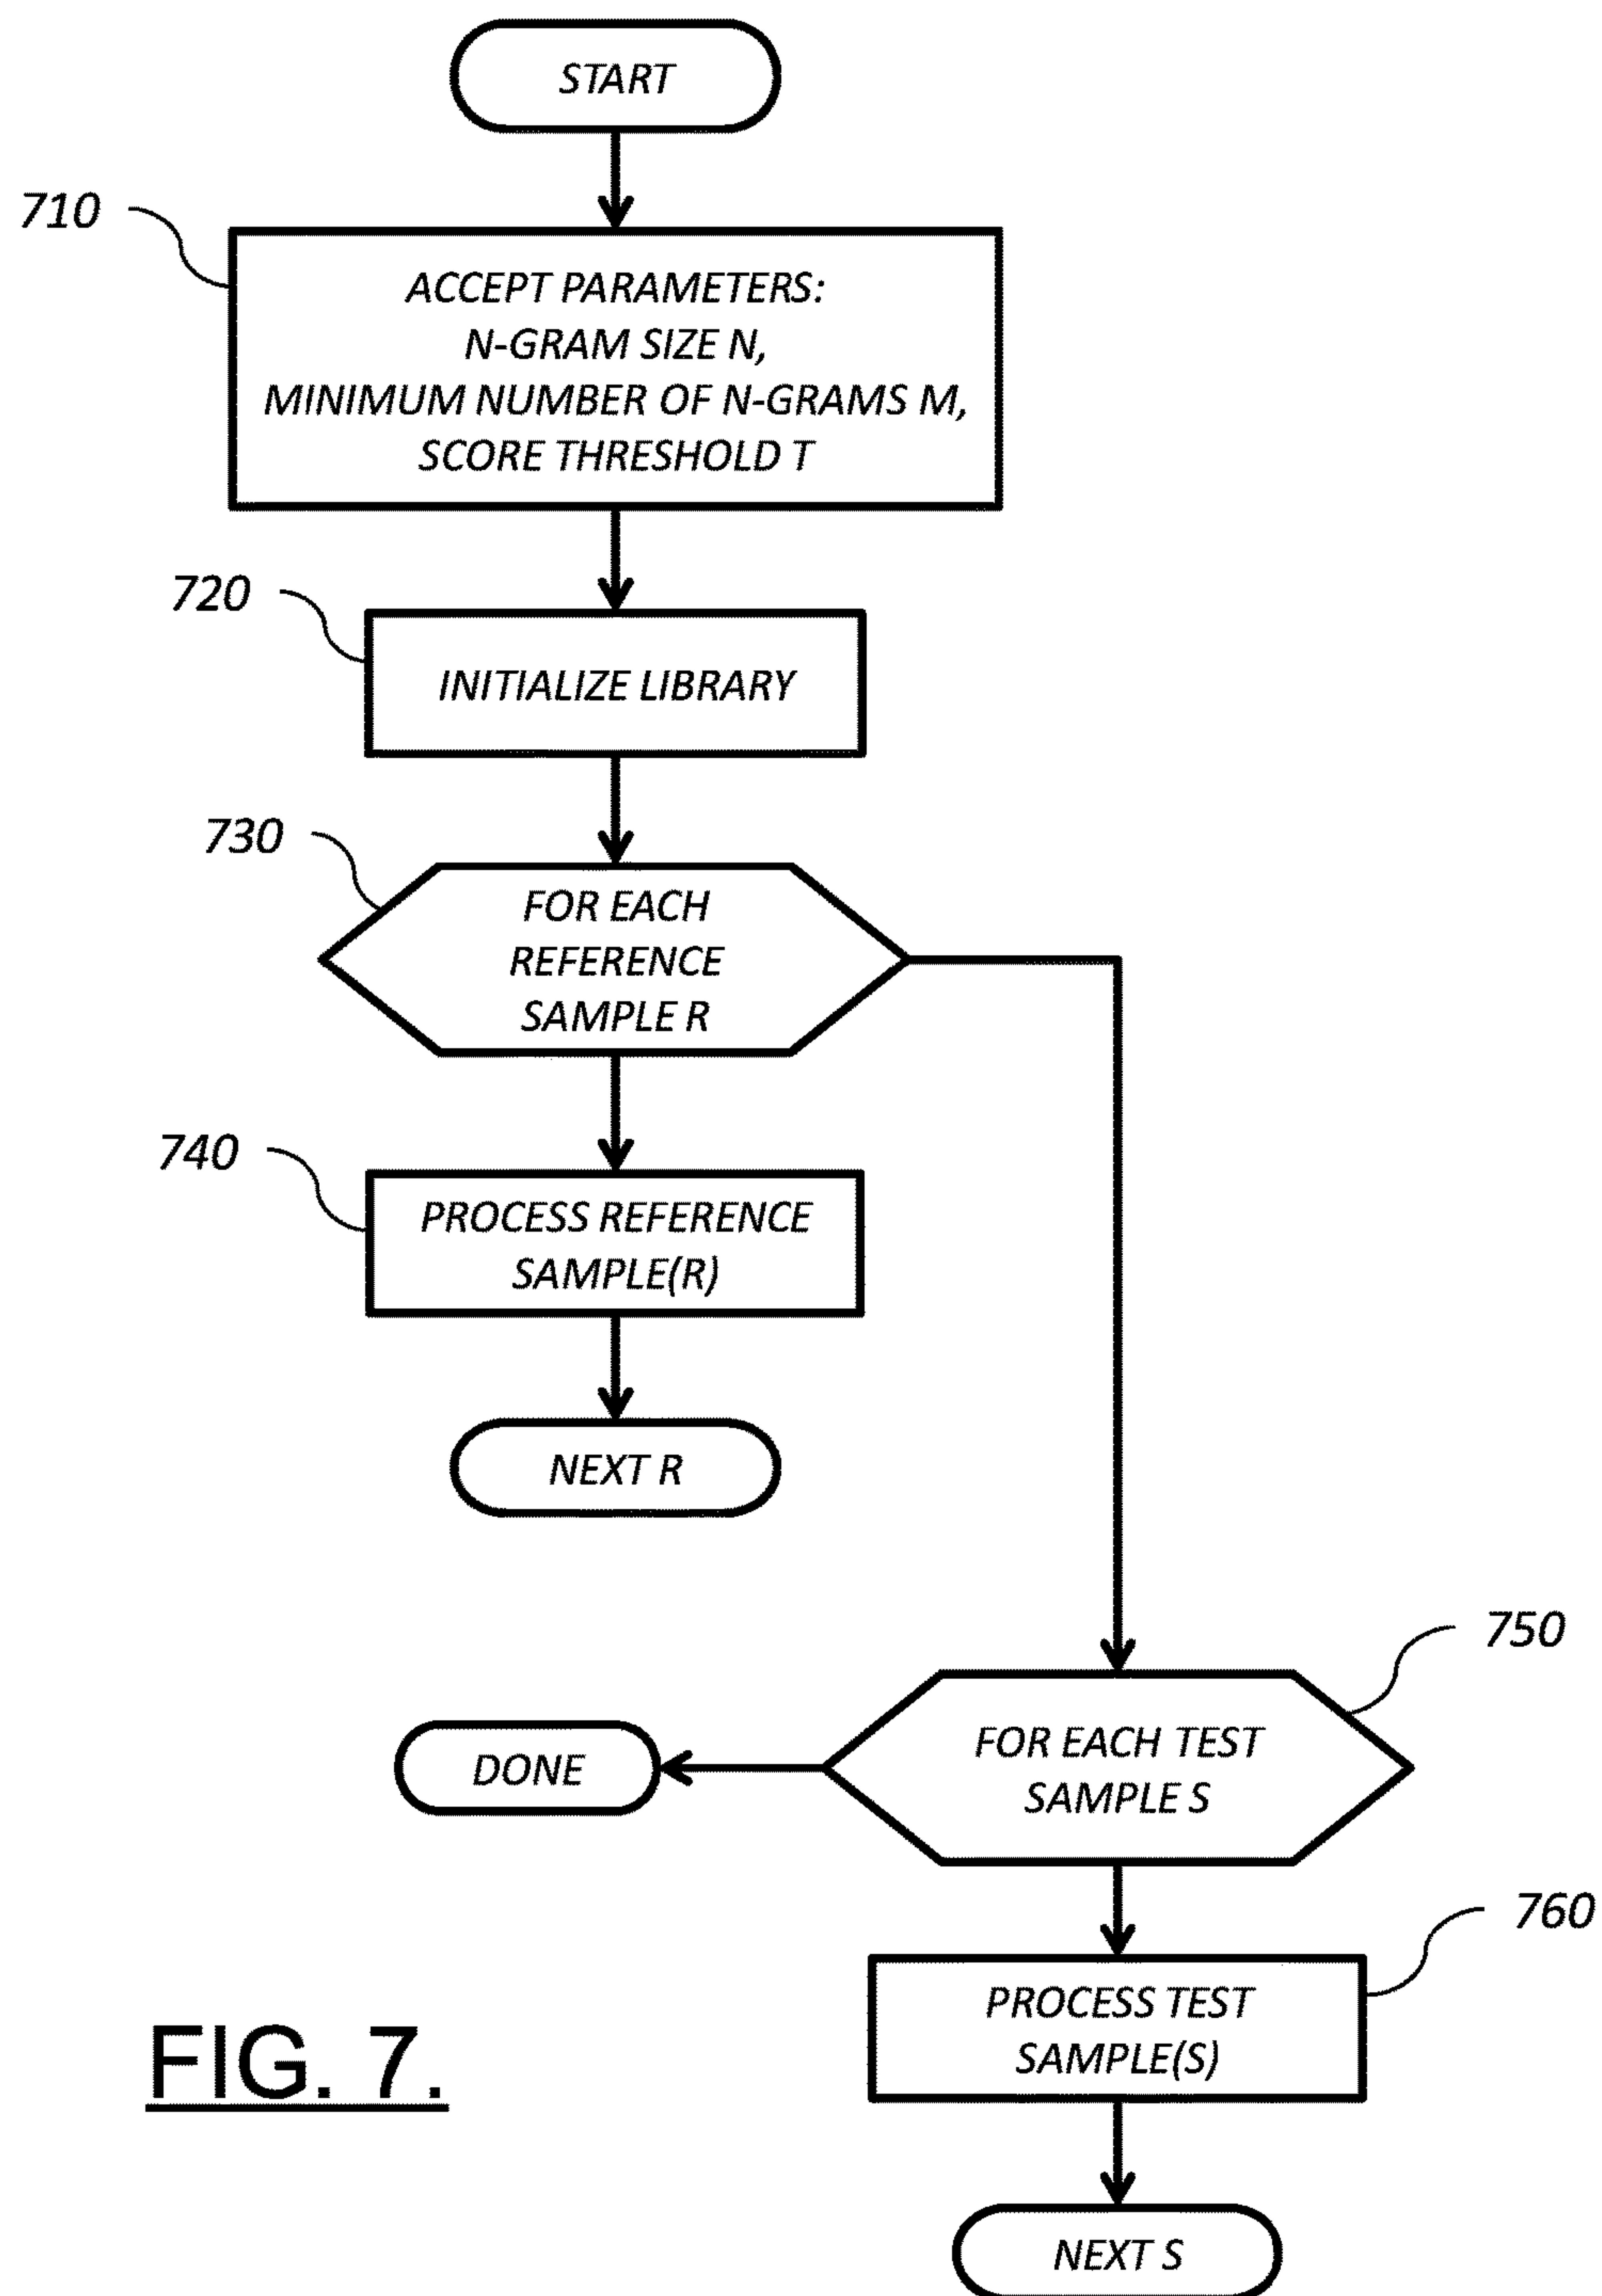 START
710
ACCEPT PARAMETERS:
N-GRAM SIZE N,
MINIMUM NUMBER OF N-GRAMS M,
SCORE THRESHOLD T
720
INITIALIZE LIBRARY
730
FOR EACH
REFERENCE
SAMPLE R
740
PROCESS REFERENCE
SAMPLE(R)
NEXT R
750
FOR EACH TEST
SAMPLE S
DONE
760
PROCESS TEST
SAMPLE(S)
NEXT S
FIG. 7.